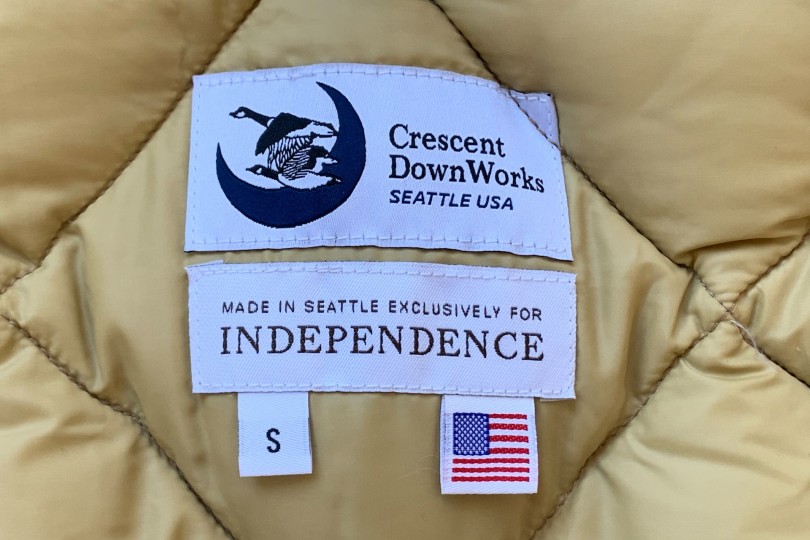 Crescent
DownWorks
SEATTLE USA
MADE IN SEATTLE EXCLUSIVELY FOR
INDEPENDENCE
S